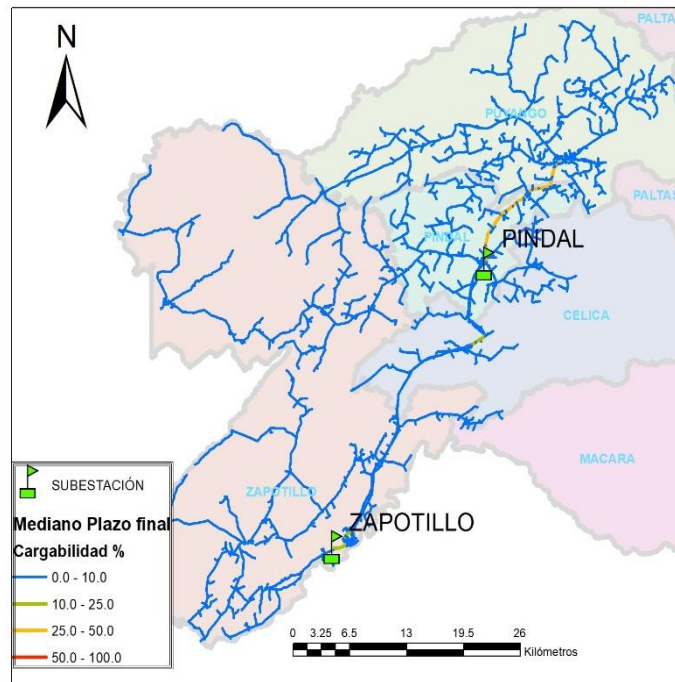 PALTA
N
PUYANGO
PALTAS
PINDAL
PINDAL
CELICA
MACARA
ZAPOTILLO
ZAPOTILLO
SUBESTACIÓN
Mediano Plazo final
Cargabilidad %
0.0 - 10.0
10.0 - 25.0
25.0 - 50.0
50.0 - 100.0
0 3.25 6.5 13 19.5 26
Kilómetros